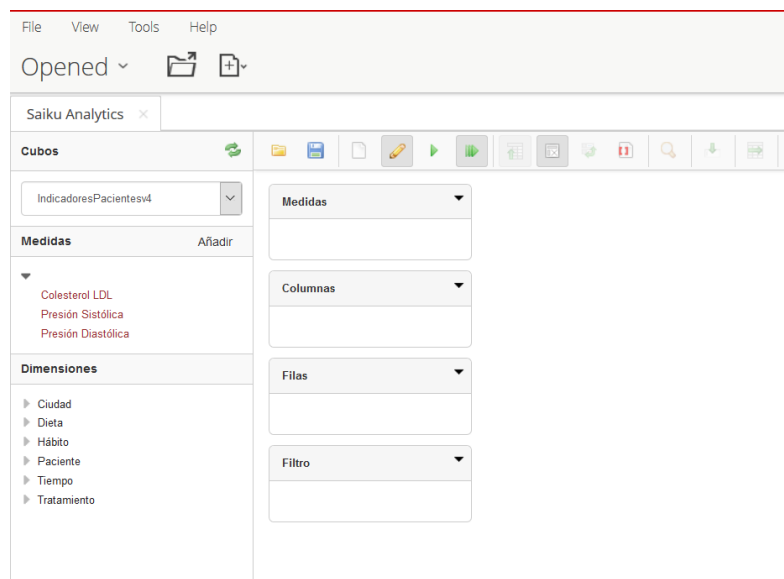 File View Tools Help
Opened
Saiku Analytics
Cubos
IndicadoresPacientesv4
Medidas Añadir
Colesterol LDL
Presión Sistólica
Presión Diastólica
Dimensiones
Ciudad
Dieta
Hábito
Paciente
Tiempo
Tratamiento
Medidas
Columnas
Filas
Filtro